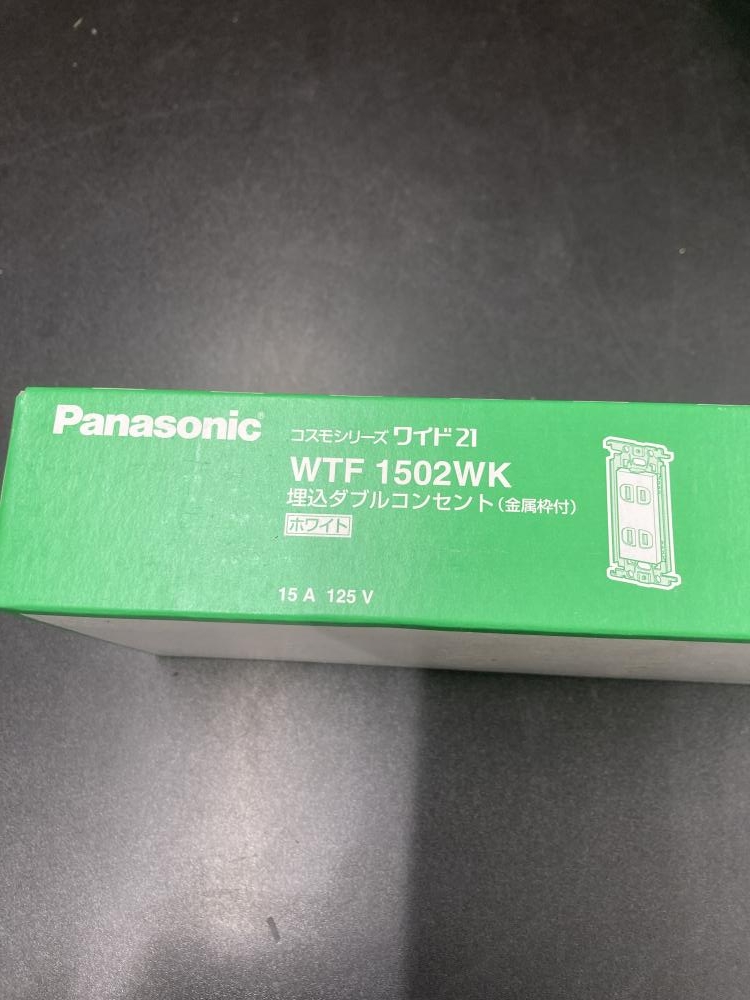 Panasonic®
コスモシリーズ ワイド21
WTF 1502WK
埋込ダブルコンセント(金属枠付)
ホワイト
15 A 125 V